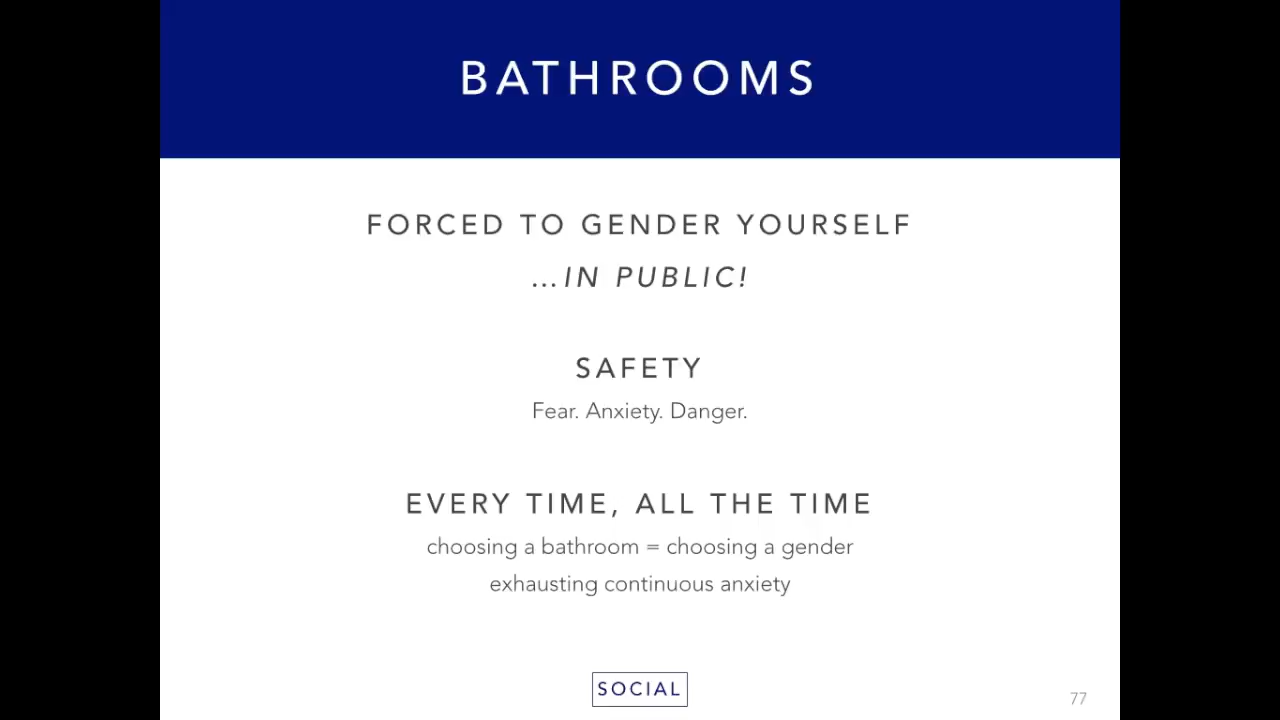 BATHROOMS
FORCED TO GENDER YOURSELF
...IN PUBLIC!
SAFETY
Fear. Anxiety. Danger.
EVERY TIME, ALL THE TIME
choosing a bathroom = choosing a gender
exhausting continuous anxiety
SOCIAL
77